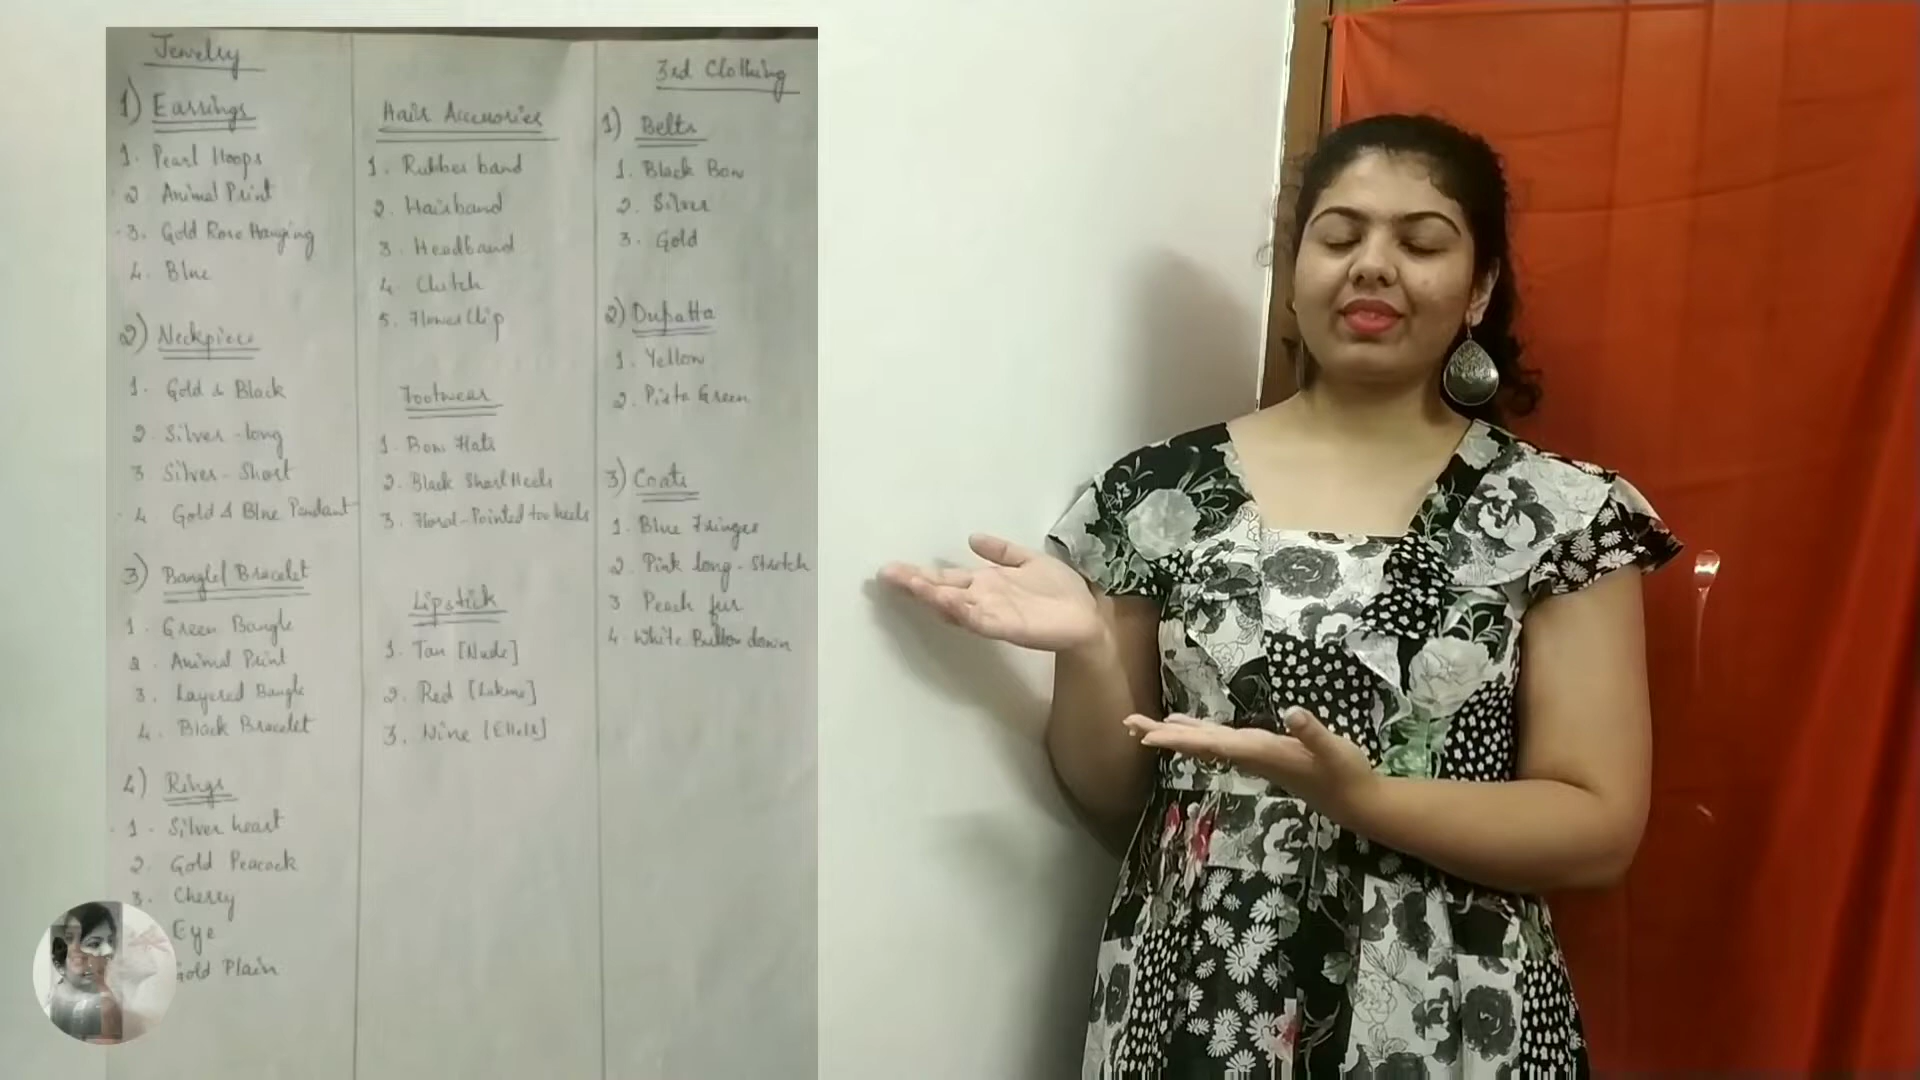 Jewelry
1) Earrings
1. Pearl Hoops
2 Animal Print
3. Gold Rose Hanging
4. Blue
2) Neckpiece
1. Gold & Black
2. Silver - long
3 Silver - Short
4. Gold & Blue Pendant
3) Bangle/Bracelet
1. Green Bangle
2. Animal Print
3. Layered Bangle
4. Black Bracelet
4) Rings
1 - Silver heart
2. Gold Peacock
3. Cherry
Eye
Gold Plain
Hair Accessories
1. Rubber band
2. Hairband
3. Headband
4. Clutch
5. Flower Clip
Footwear
1. Bow Flats
2. Black Short Heels
3. Floral - Pointed toe heels
Lipstick
1. Tan [Nude]
2. Red [Lakme]
3. Nine
3rd Clothing
1) Belts
1. Black Bow
2. Silver
3. Gold
2) Dupatta
1. Yellow
2. Pista Green
3) Coats
1. Blue Fringes
2. Pink long - Stretch
3 Peach fur
4. White Button down